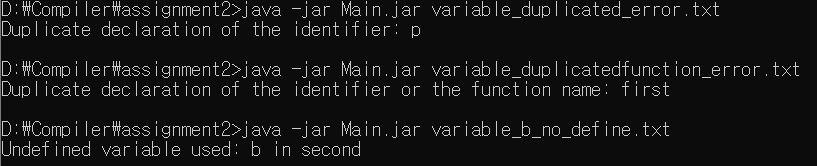 D:₩Compiler₩assignment2>java -jar Main.jar variable_duplicated_error.txt
Duplicate declaration of the identifier: p
D:₩Compiler₩assignment2>java -jar Main.jar variable_duplicatedfunction_error.txt
Duplicate declaration of the identifier or the function name: first
D:₩Compiler₩assignment2>java -jar Main.jar variable_b_no_define.txt
Undefined variable used: b in second